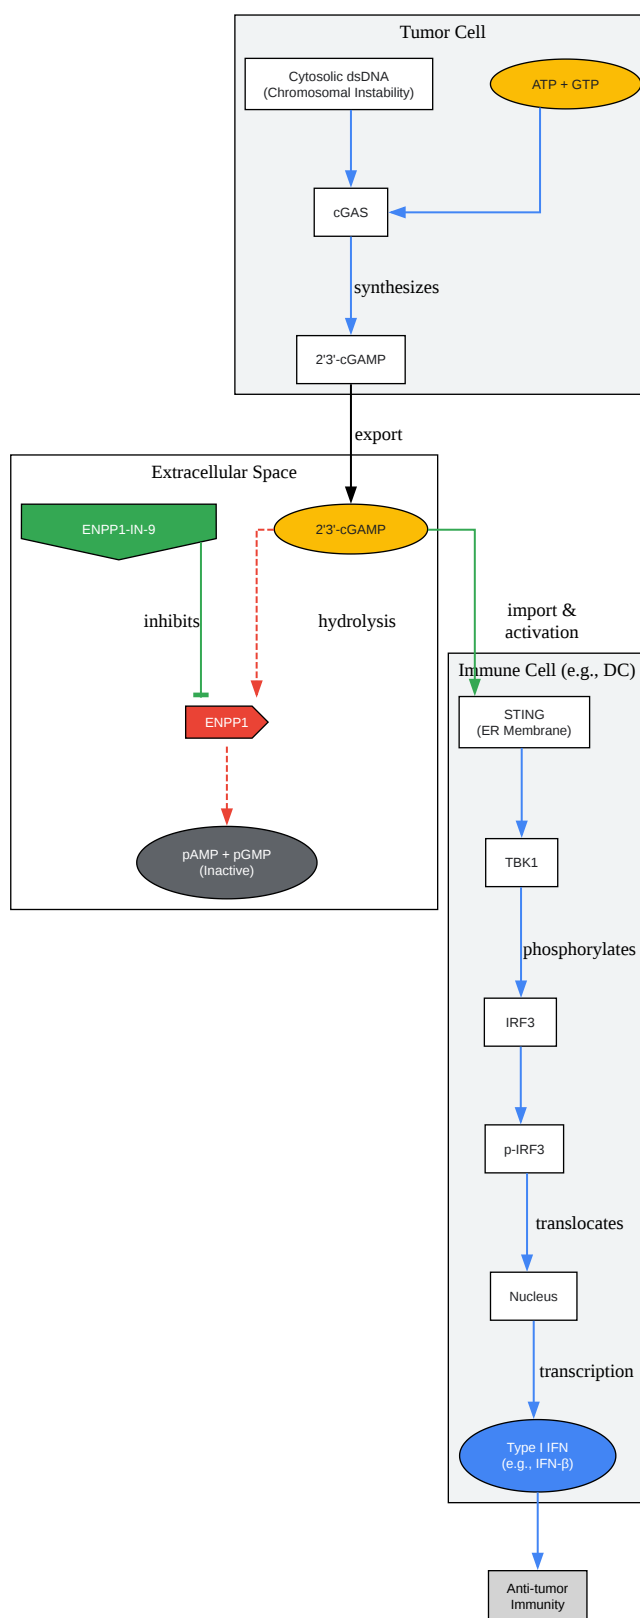 Tumor Cell
Cytosolic dsDNA
(Chromosomal Instability)
ATP + GTP
cGAS
synthesizes
2'3'-cGAMP
export
Extracellular Space
ENPP1-IN-9
2'3'-cGAMP
inhibits
hydrolysis
import &
activation
ENPP1
pAMP + pGMP
(Inactive)
Immune Cell (e.g., DC)
STING
(ER Membrane)
TBK1
phosphorylates
IRF3
p-IRF3
translocates
Nucleus
transcription
Type I IFN
(e.g., IFN-β)
Anti-tumor
Immunity